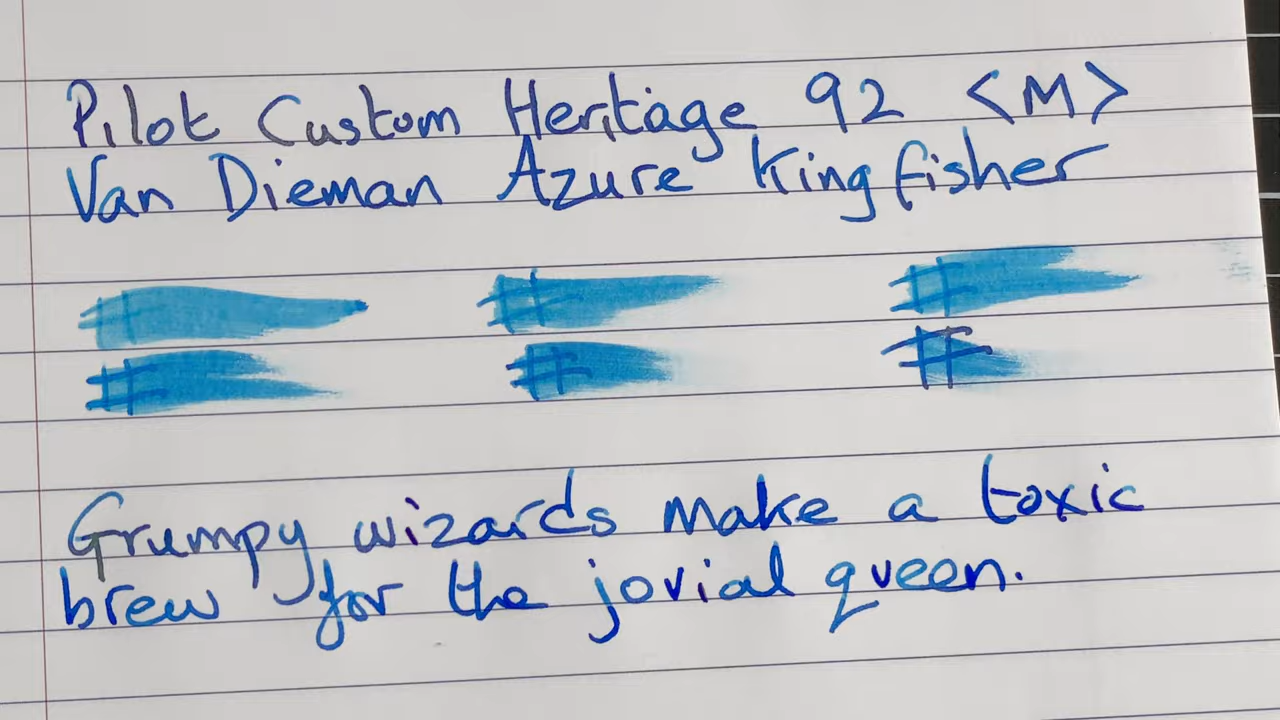 Pilot Custom Heritage 92 <M>
Van Dieman Azure Kingfisher
# # #
# # #
Grumpy wizards make a toxic
brew for the jovial queen.